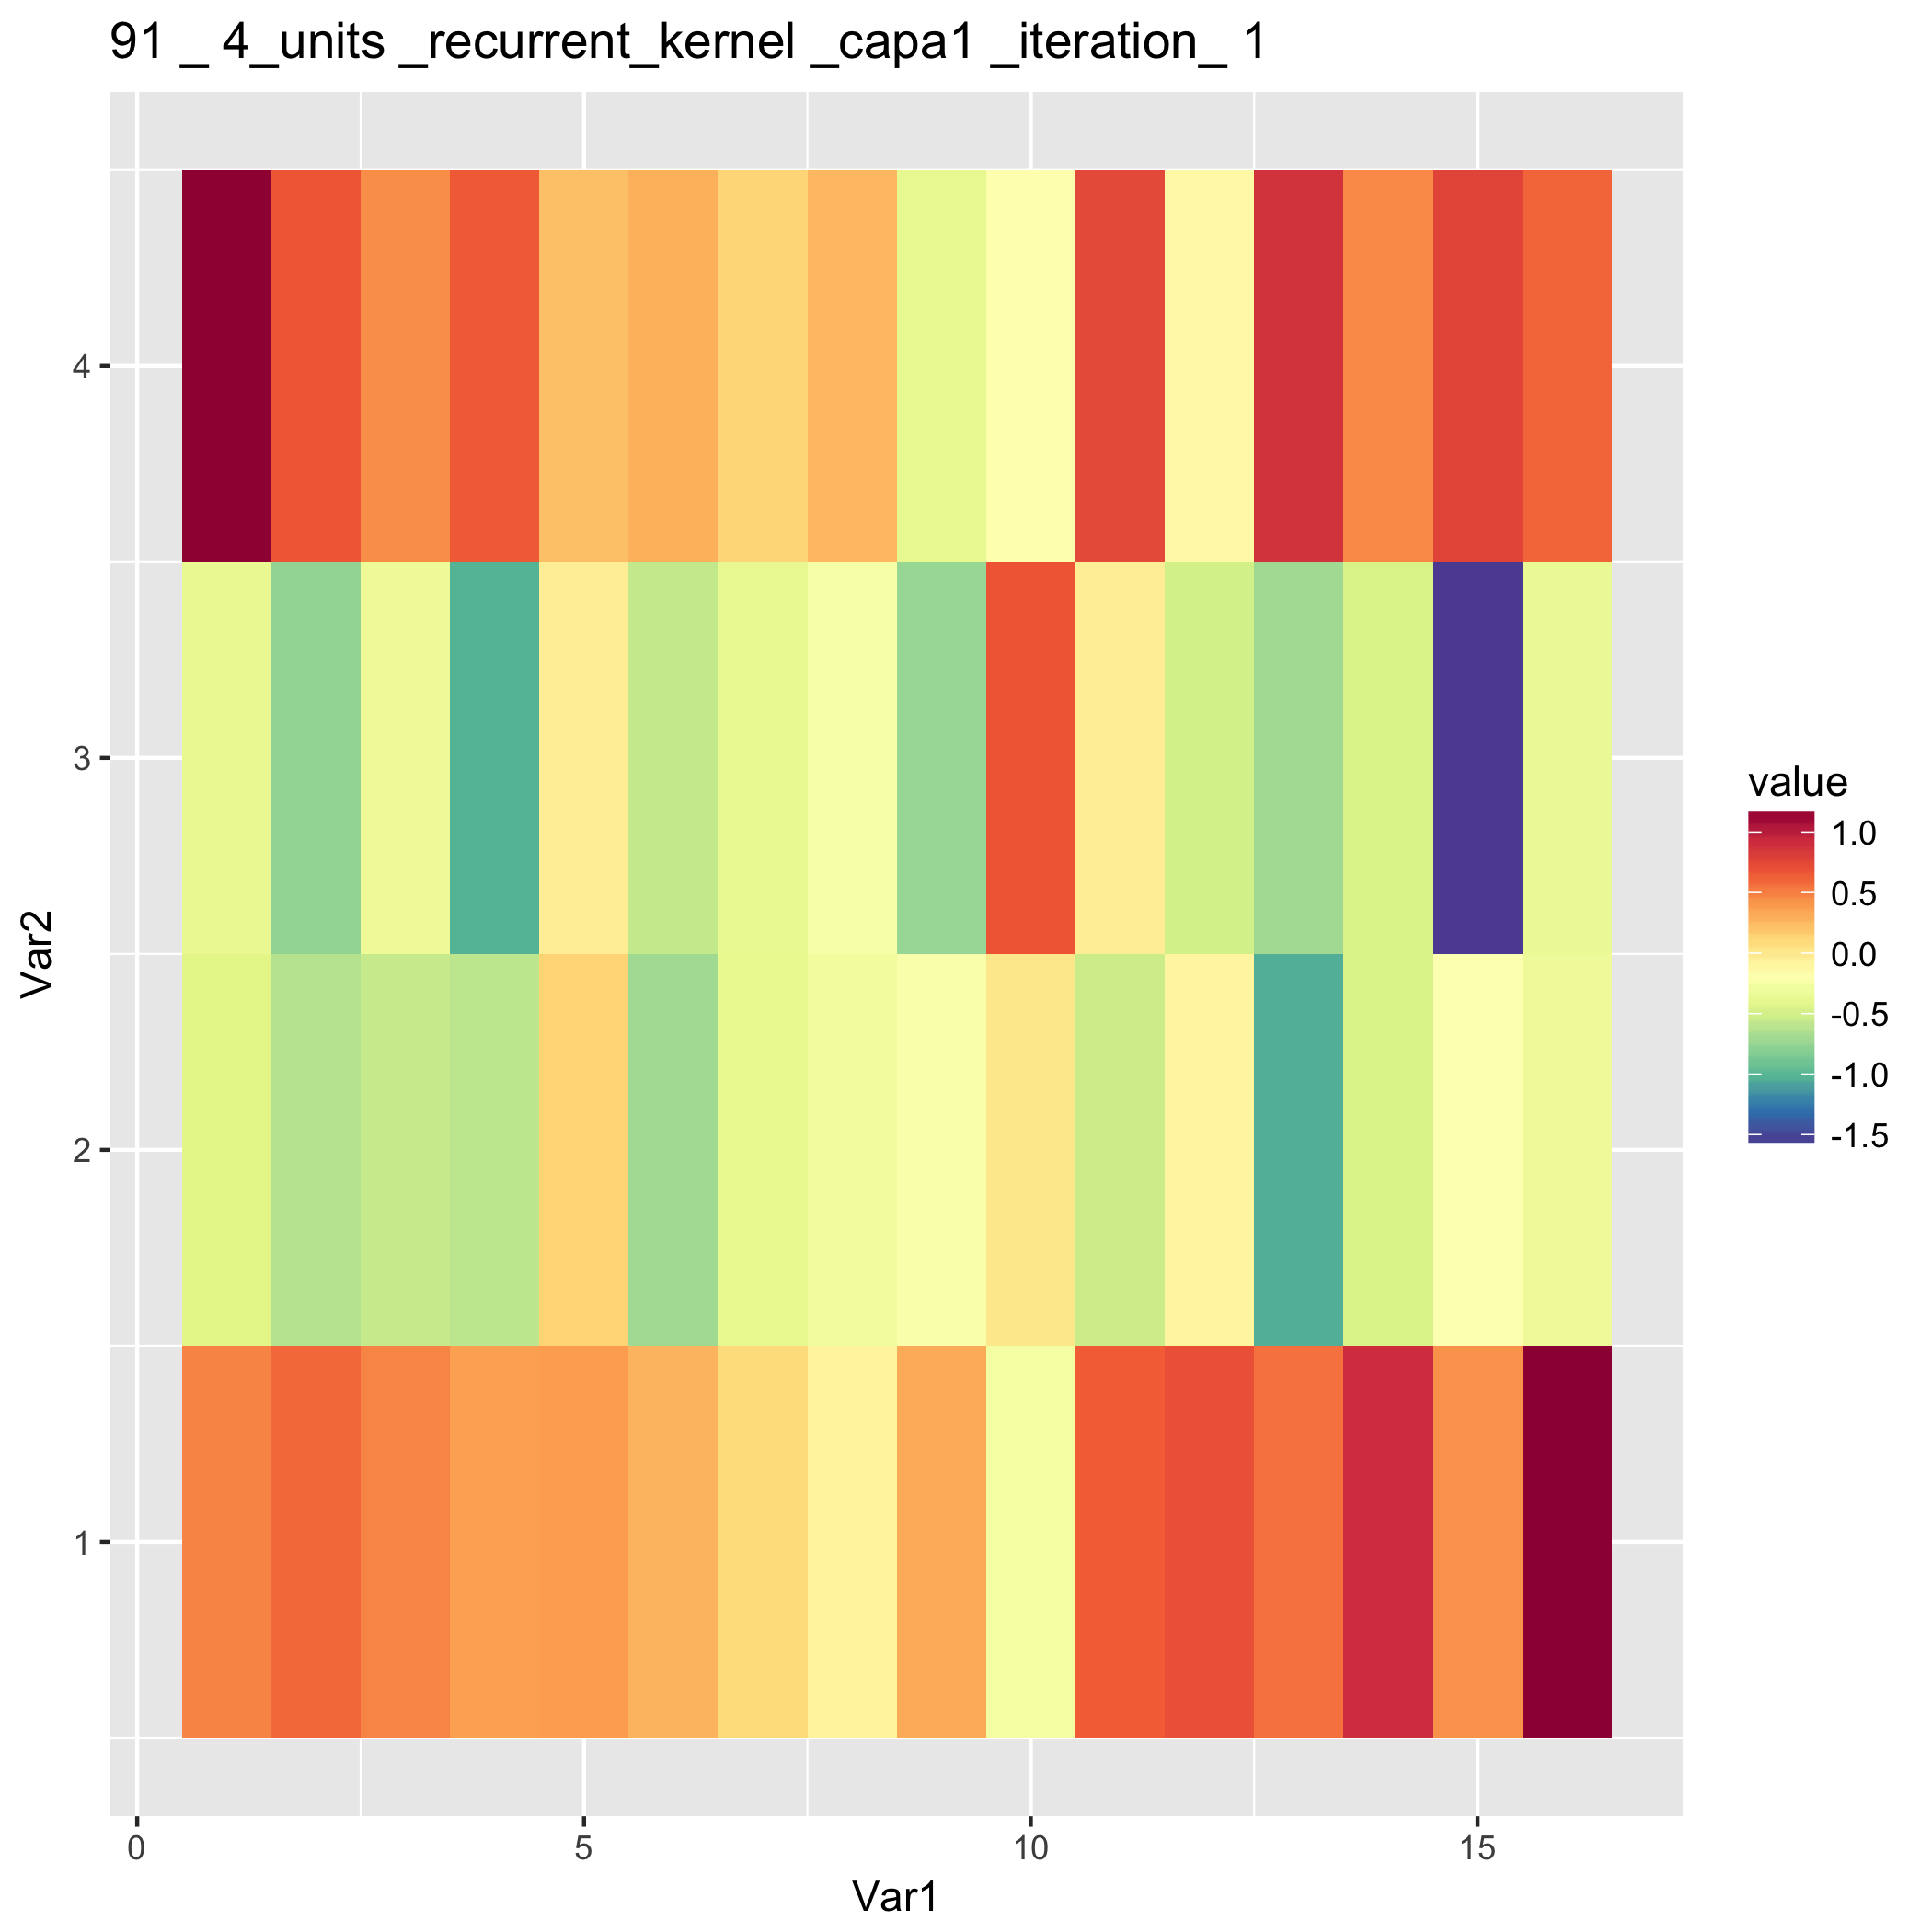 91 _ 4_units _recurrent_kernel _capa1 _iteration_ 1
4
3
2
1
Var2
0 5 10 15
Var1
value
1.0
0.5
0.0
-0.5
-1.0
-1.5